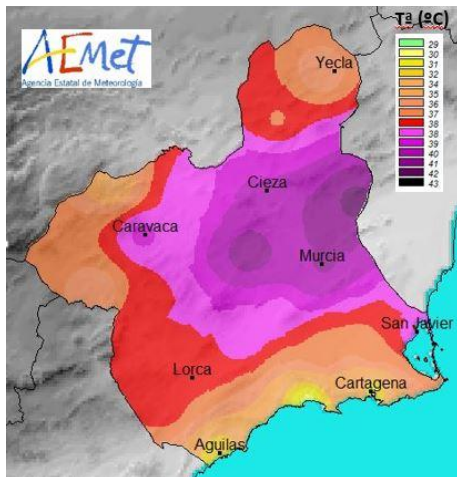 AEMet
Agencia Estatal de Meteorología
Tª (ºC)
29
30
31
32
34
35
36
37
38
38
39
40
41
42
43
Yecla
Cieza
Caravaca
Murcia
San Javier
Lorca
Cartagena
Aguilas